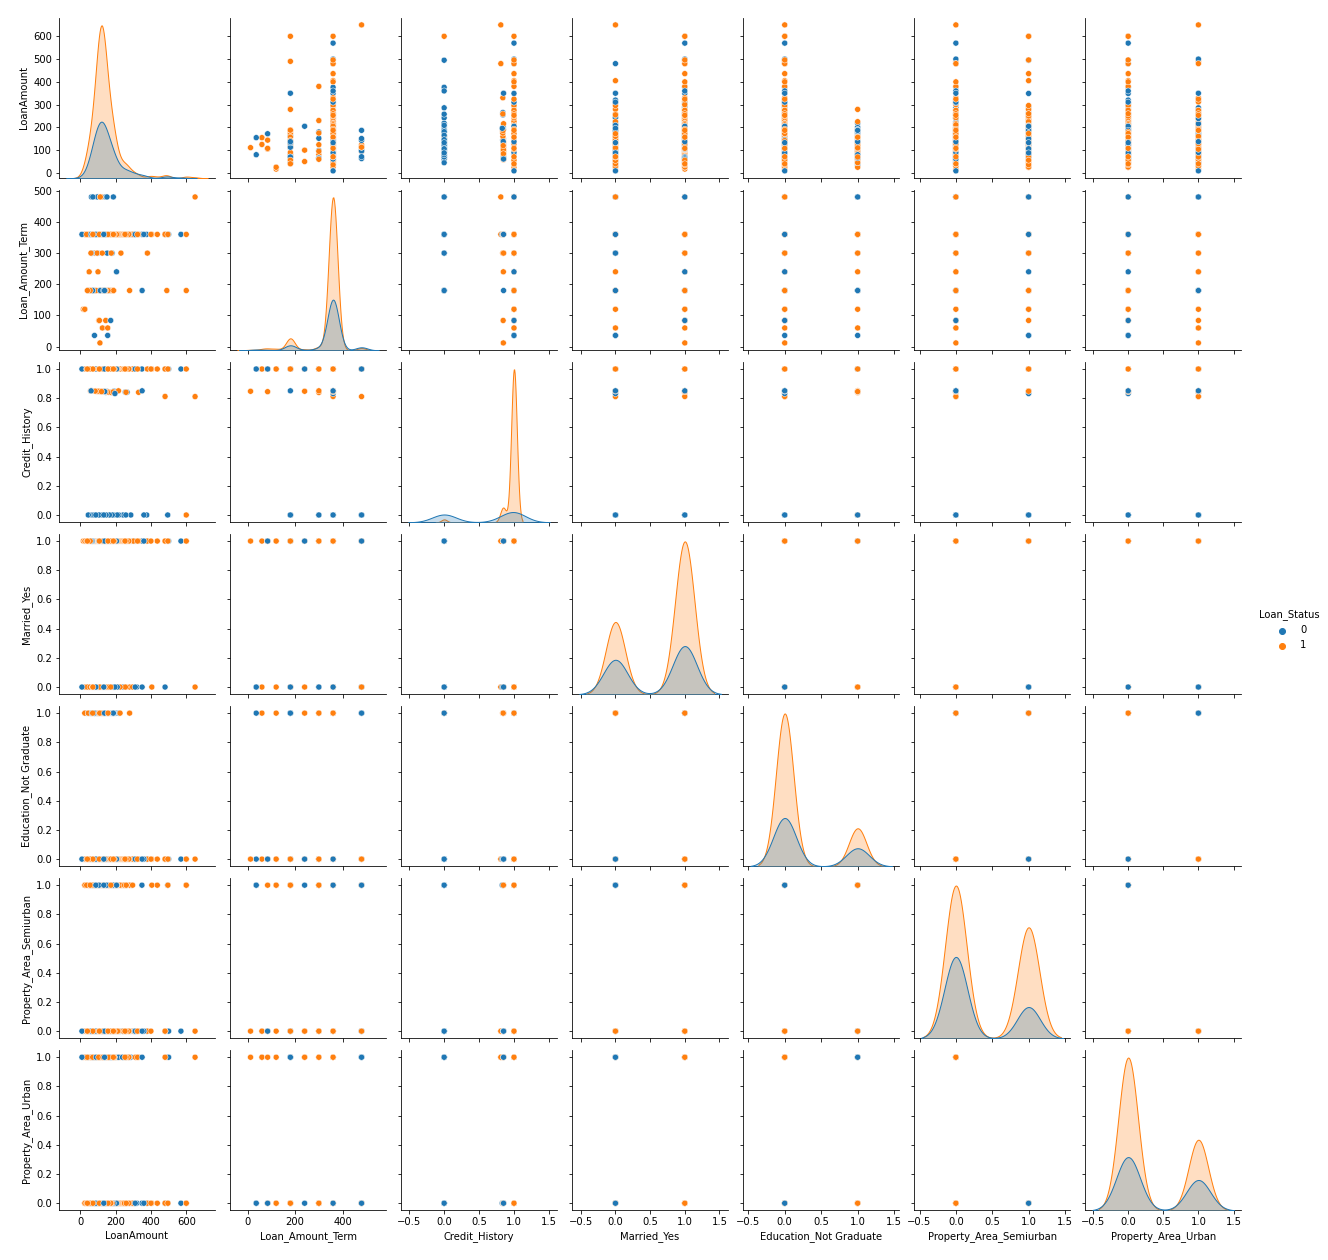 600
500
400
300
200
100
0
LoanAmount
500
400
300
200
100
0
Loan_Amount_Term
1.0
0.8
0.6
0.4
0.2
0.0
Credit_History
1.0
0.8
0.6
0.4
0.2
0.0
Married_Yes
Loan_Status
0
1
1.0
0.8
0.6
0.4
0.2
0.0
Education_Not Graduate
1.0
0.8
0.6
0.4
0.2
0.0
Property_Area_Semiurban
1.0
0.8
0.6
0.4
0.2
0.0
Property_Area_Urban
0 200 400 600
0 200 400
−0.5 0.0 0.5 1.0 1.5
−0.5 0.0 0.5 1.0 1.5
−0.5 0.0 0.5 1.0 1.5
−0.5 0.0 0.5 1.0 1.5
−0.5 0.0 0.5 1.0 1.5
LoanAmount
Loan_Amount_Term
Credit_History
Married_Yes
Education_Not Graduate
Property_Area_Semiurban
Property_Area_Urban